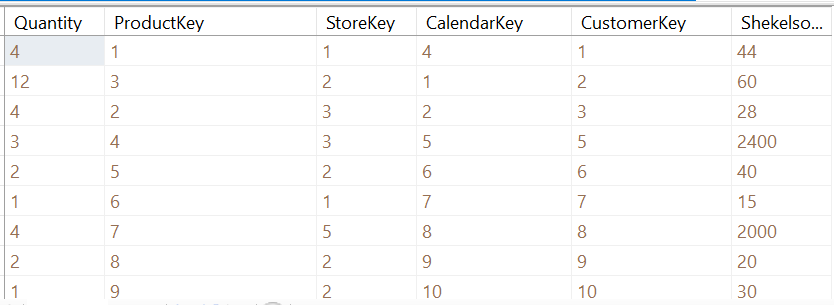 Quantity ProductKey StoreKey CalendarKey CustomerKey Shekelso...
4 1 1 4 1 44
12 3 2 1 2 60
4 2 3 2 3 28
3 4 3 5 5 2400
2 5 2 6 6 40
1 6 1 7 7 15
4 7 5 8 8 2000
2 8 2 9 9 20
1 9 2 10 10 30